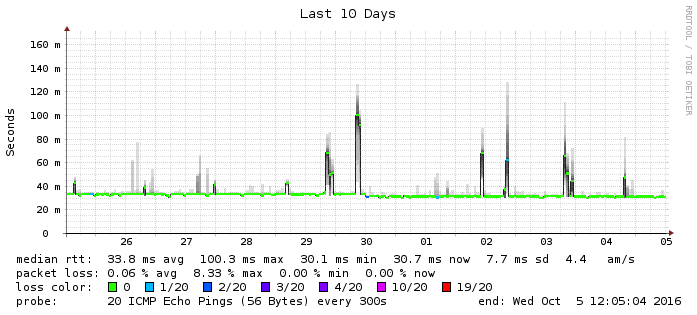 Last 10 Days
RRDTOOL / TOBI OETIKER
Seconds
160 m
140 m
120 m
100 m
80 m
60 m
40 m
20 m
0
26 27 28 29 30 01 02 03 04 05
median rtt: 33.8 ms avg 100.3 ms max 30.1 ms min 30.7 ms now 7.7 ms sd 4.4 am/s
packet loss: 0.06 % avg 8.33 % max 0.00 % min 0.00 % now
loss color: 0 1/20 2/20 3/20 4/20 10/20 19/20
probe: 20 ICMP Echo Pings (56 Bytes) every 300s end: Wed Oct 5 12:05:04 2016